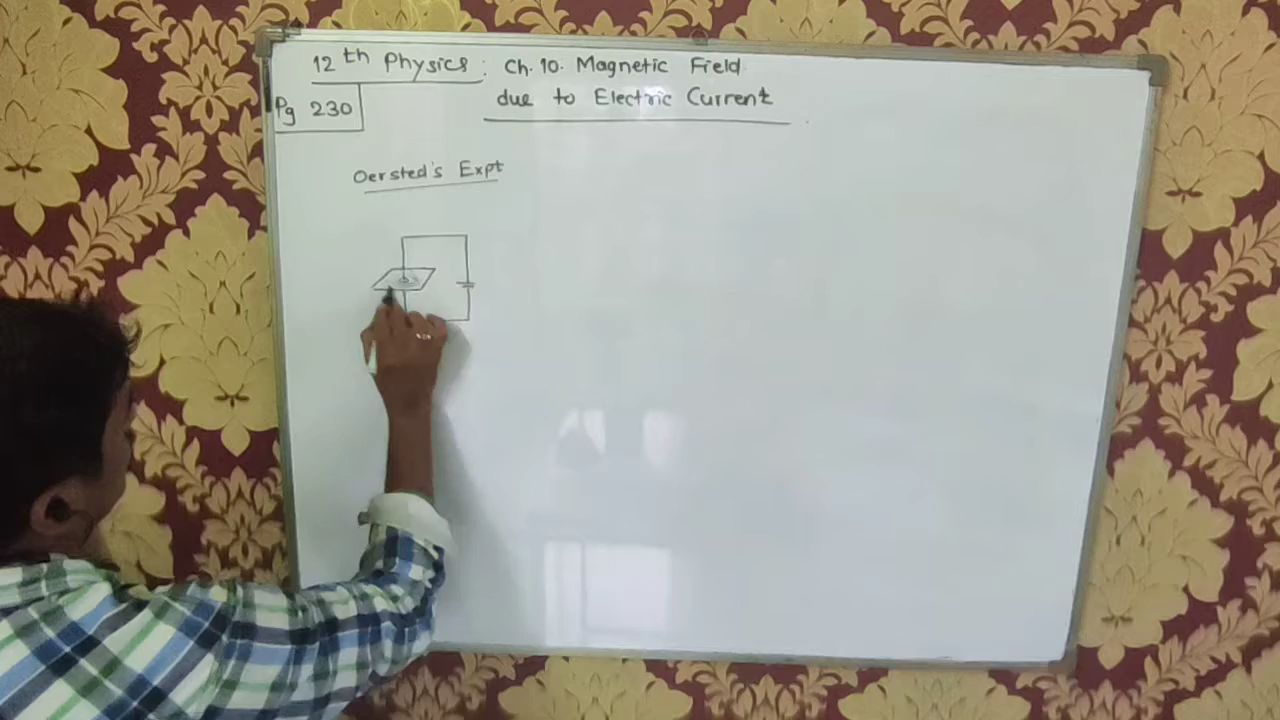 12th Physics : Ch. 10. Magnetic Field
due to Electric Current
Pg 230
Oersted's Expt